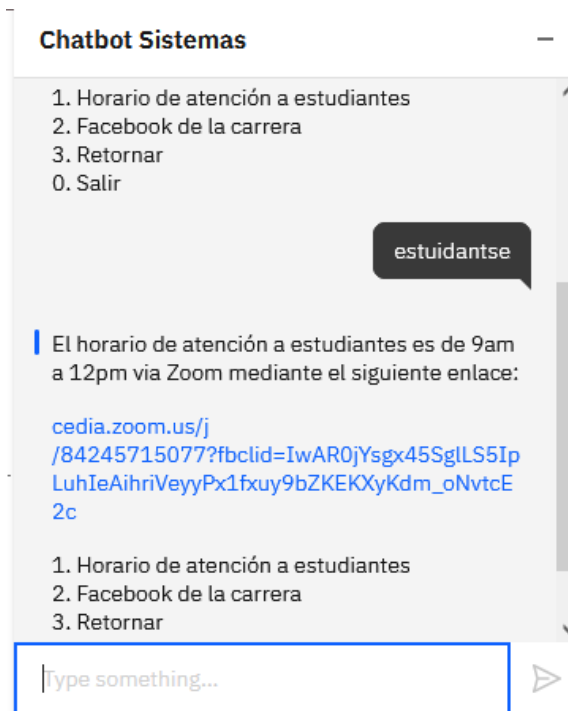 Chatbot Sistemas
1. Horario de atención a estudiantes
2. Facebook de la carrera
3. Retornar
0. Salir
estuidantse
El horario de atención a estudiantes es de 9am
a 12pm via Zoom mediante el siguiente enlace:
cedia.zoom.us/j
/84245715077?fbclid=IwAR0jYsgx45SglLS5Ip
LuhIeAihriVeyyPx1fxuy9bZKEKXyKdm_oNvtcE
2c
1. Horario de atención a estudiantes
2. Facebook de la carrera
3. Retornar
Type something...